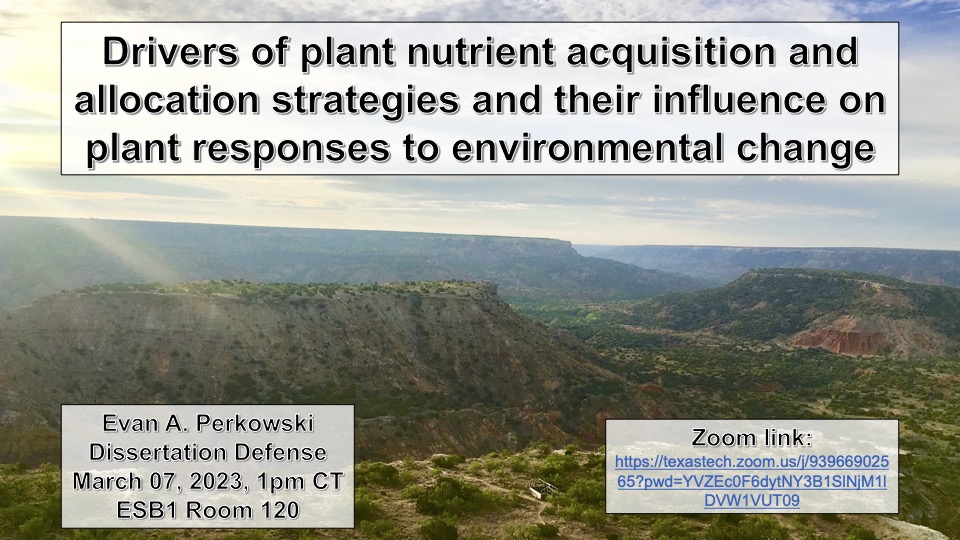 Drivers of plant nutrient acquisition and
allocation strategies and their influence on
plant responses to environmental change
Evan A. Perkowski
Dissertation Defense
March 07, 2023, 1pm CT
ESB1 Room 120
Zoom link:
https://texastech.zoom.us/j/939669025
65?pwd=YVZEc0F6dytNY3B1SlNjM1l
DVW1VUT09